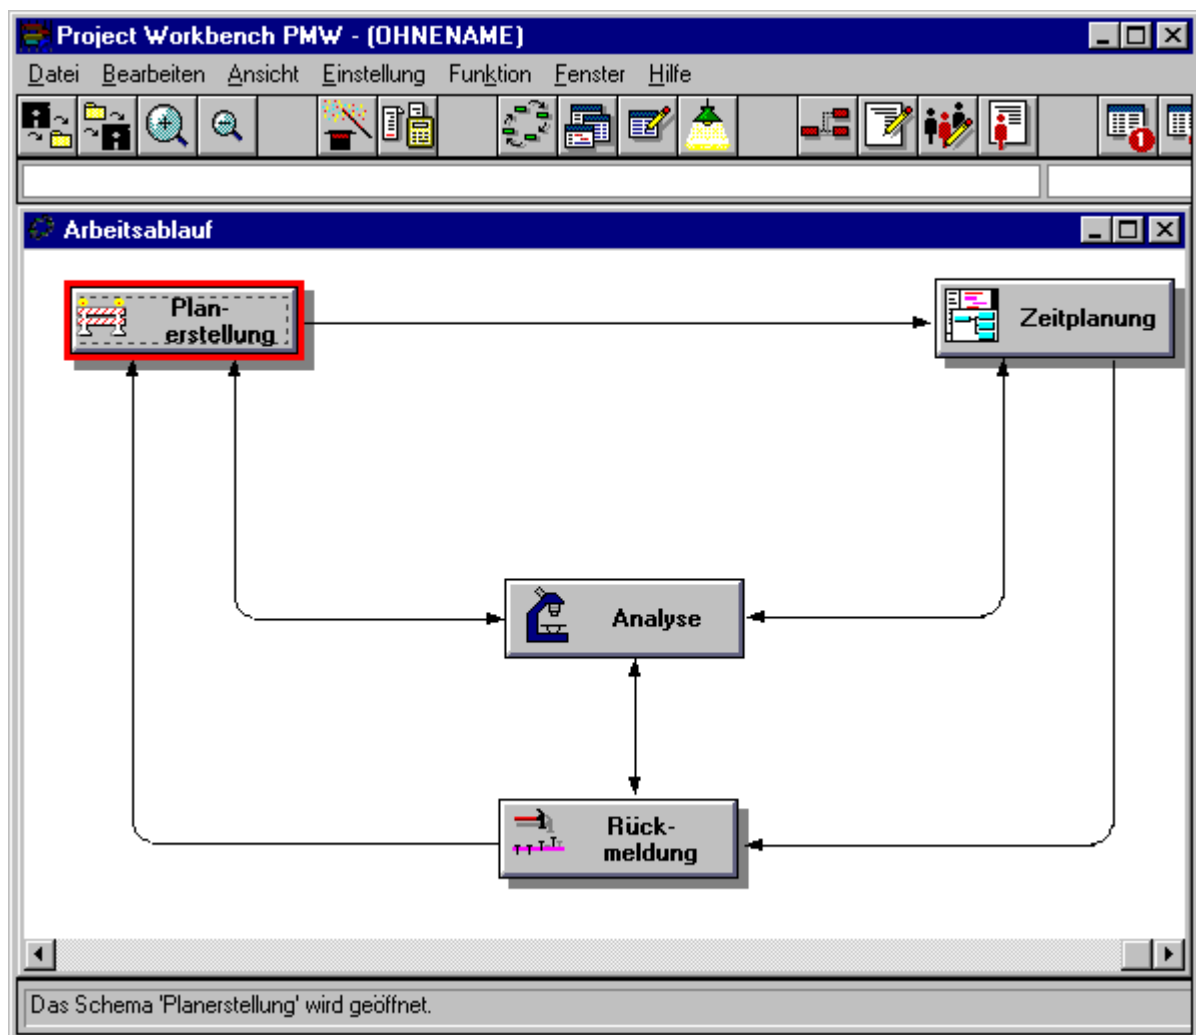 Project Workbench PMW - (OHNENAME)
Datei Bearbeiten Ansicht Einstellung Funktion Fenster Hilfe
1
Arbeitsablauf
Plan-
erstellung
Zeitplanung
Analyse
Rück-
meldung
Das Schema 'Planerstellung' wird geöffnet.